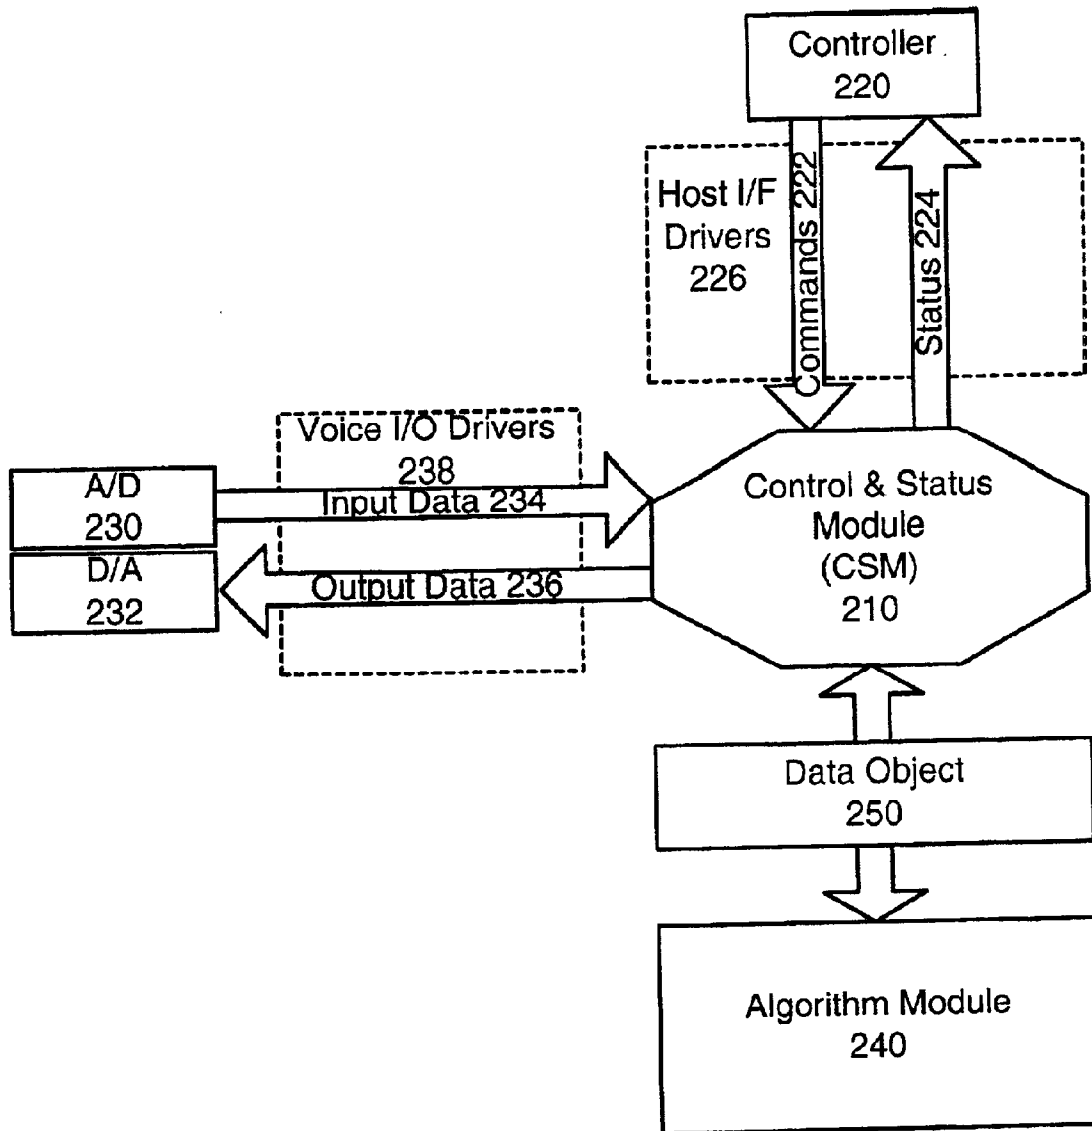 Controller
220
Host I/F
Drivers
226
Commands 222
Status 224
Voice I/O Drivers
238
A/D
230
Input Data 234
D/A
232
Output Data 236
Control & Status
Module
(CSM)
210
Data Object
250
Algorithm Module
240